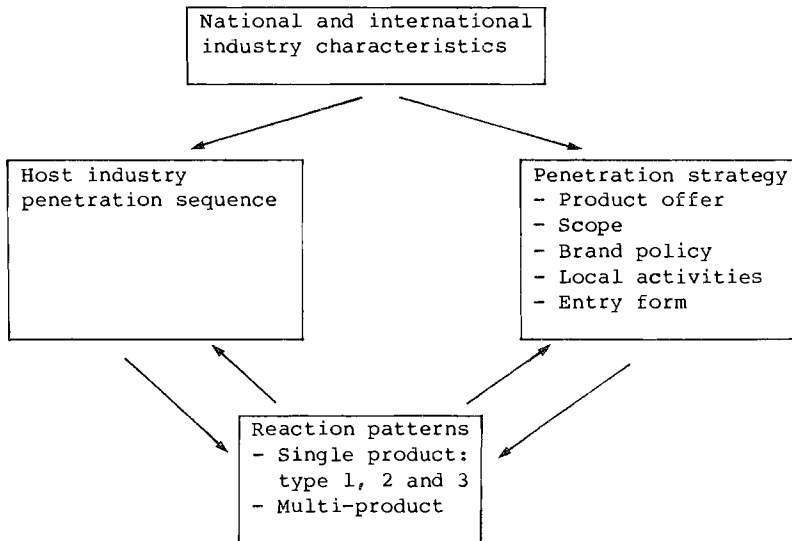 National and international
industry characteristics
Host industry
penetration sequence
Penetration strategy
- Product offer
- Scope
- Brand policy
- Local activities
- Entry form
Reaction patterns
- Single product:
type 1, 2 and 3
- Multi-product